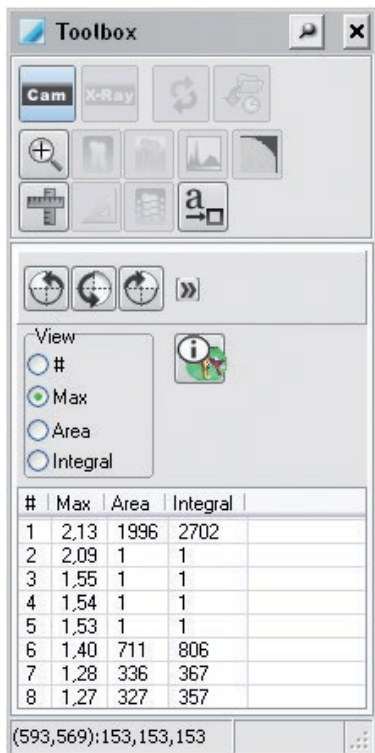 Toolbox
Cam X-Ray
a
View
#
Max
Area
Integral
# Max Area Integral
1 2,13 1996 2702
2 2,09 1 1
3 1,55 1 1
4 1,54 1 1
5 1,53 1 1
6 1,40 711 806
7 1,28 336 367
8 1,27 327 357
(593,569):153,153,153